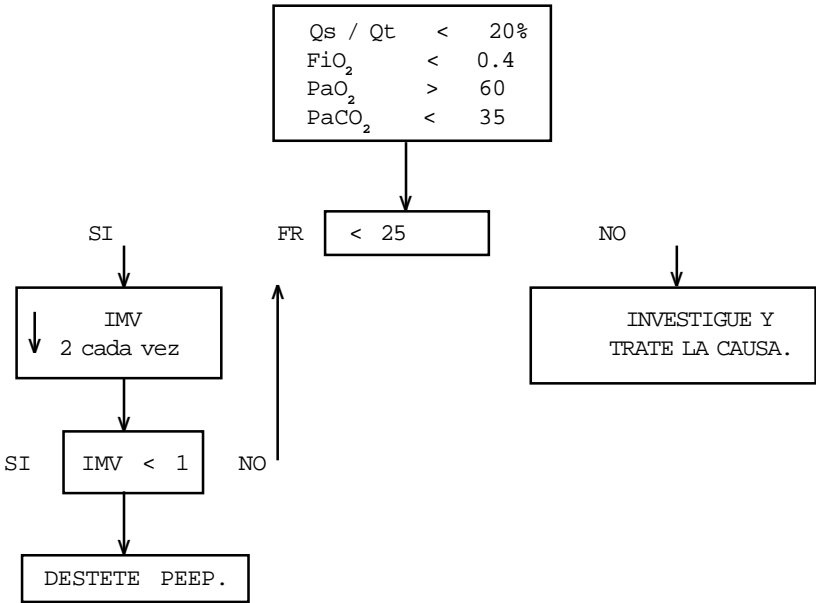 Qs / Qt < 20%
FiO₂ < 0.4
PaO₂ > 60
PaCO₂ < 35
SI
FR < 25
NO
IMV
2 cada vez
INVESTIGUE Y
TRATE LA CAUSA.
SI
IMV < 1
NO
DESTETE PEEP.